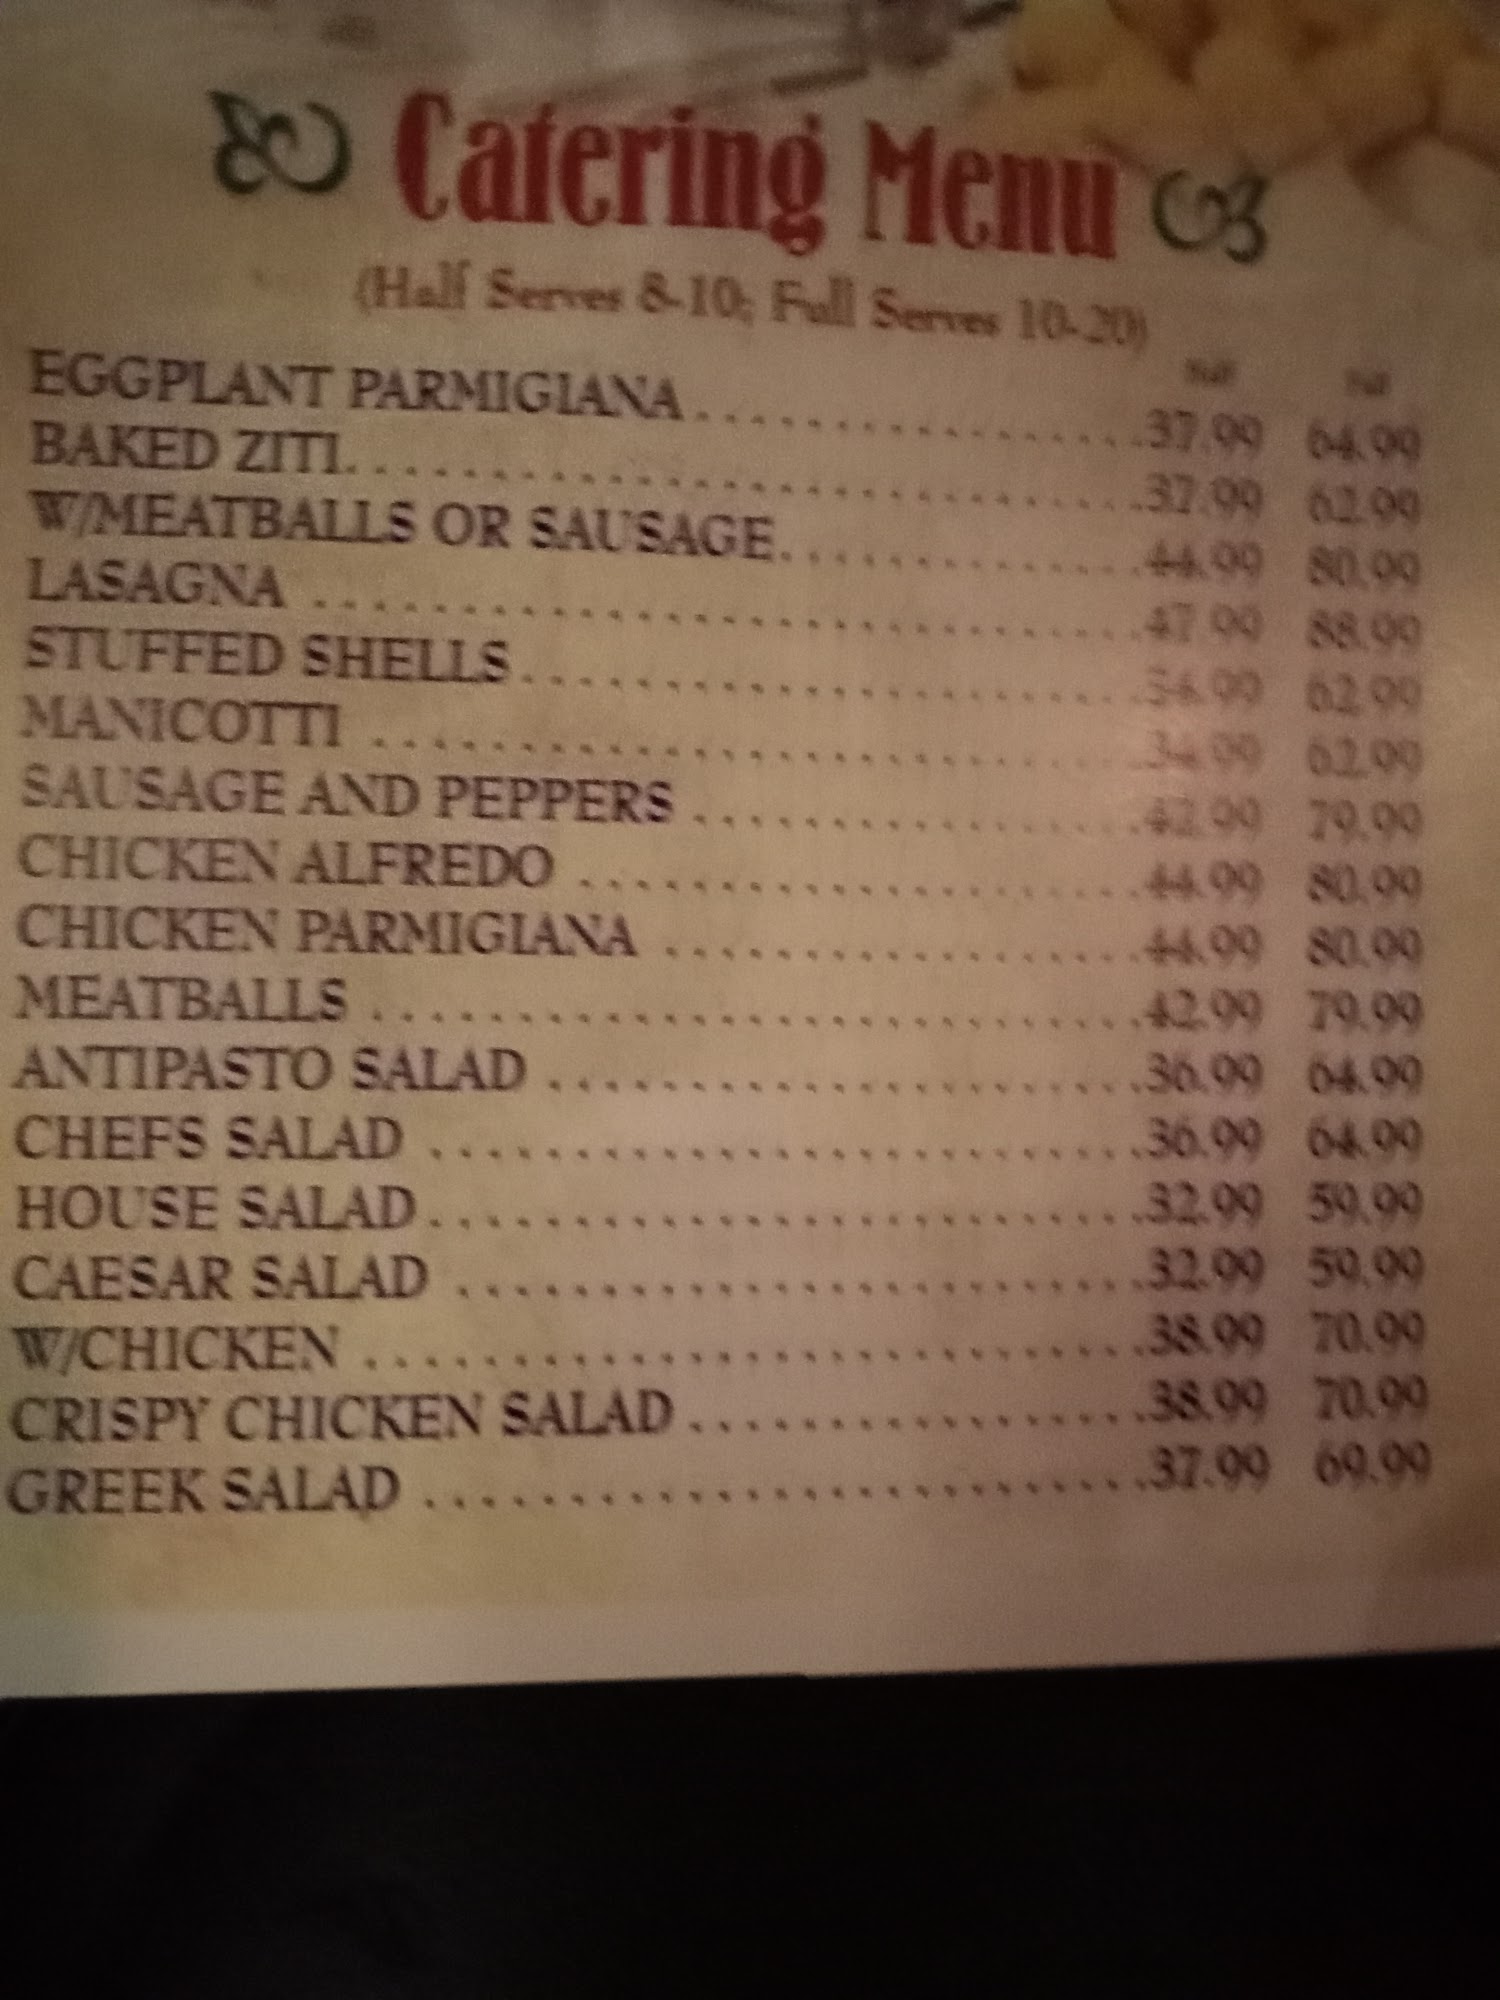 Catering Menu
(Half Serves 8-10; Full Serves 10-20)
Half Full
EGGPLANT PARMIGIANA................37.99 64.99
BAKED ZITI............................37.99 62.99
W/MEATBALLS OR SAUSAGE.............44.99 80.99
LASAGNA .............................47.99 88.99
STUFFED SHELLS......................34.99 62.99
MANICOTTI ...........................34.99 62.99
SAUSAGE AND PEPPERS ................42.99 79.99
CHICKEN ALFREDO ....................44.99 80.99
CHICKEN PARMIGIANA .................44.99 80.99
MEATBALLS ...........................42.99 79.99
ANTIPASTO SALAD .....................36.99 64.99
CHEFS SALAD .........................36.99 64.99
HOUSE SALAD.........................32.99 59.99
CAESAR SALAD ........................32.99 59.99
W/CHICKEN ...........................38.99 70.99
CRISPY CHICKEN SALAD................38.99 70.99
GREEK SALAD .........................37.99 69.99